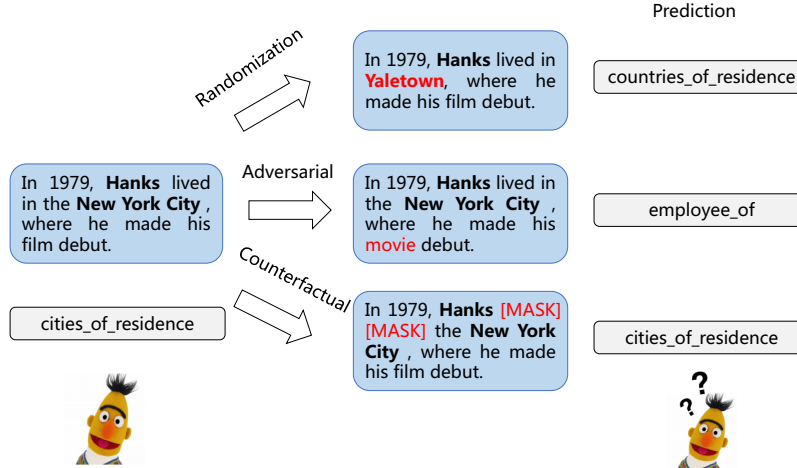 Prediction
Randomization
In 1979, Hanks lived in
Yaletown, where he
made his film debut.
countries_of_residence
In 1979, Hanks lived
in the New York City ,
where he made his
film debut.
Adversarial
In 1979, Hanks lived in
the New York City ,
where he made his
movie debut.
employee_of
Counterfactual
cities_of_residence
In 1979, Hanks [MASK]
[MASK] the New York
City , where he made
his film debut.
cities_of_residence
? ?